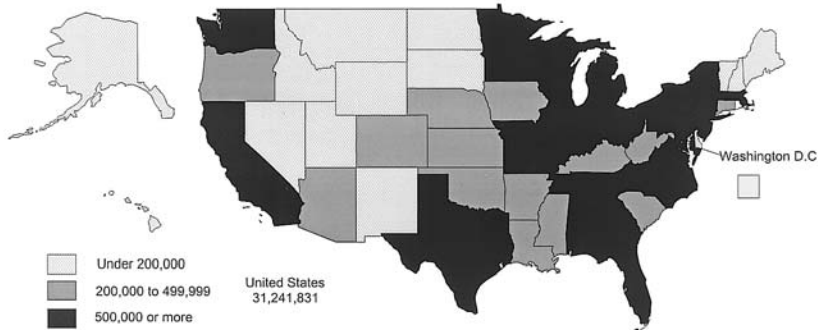 Washington D.C
Under 200,000
200,000 to 499,999
500,000 or more
United States
31,241,831